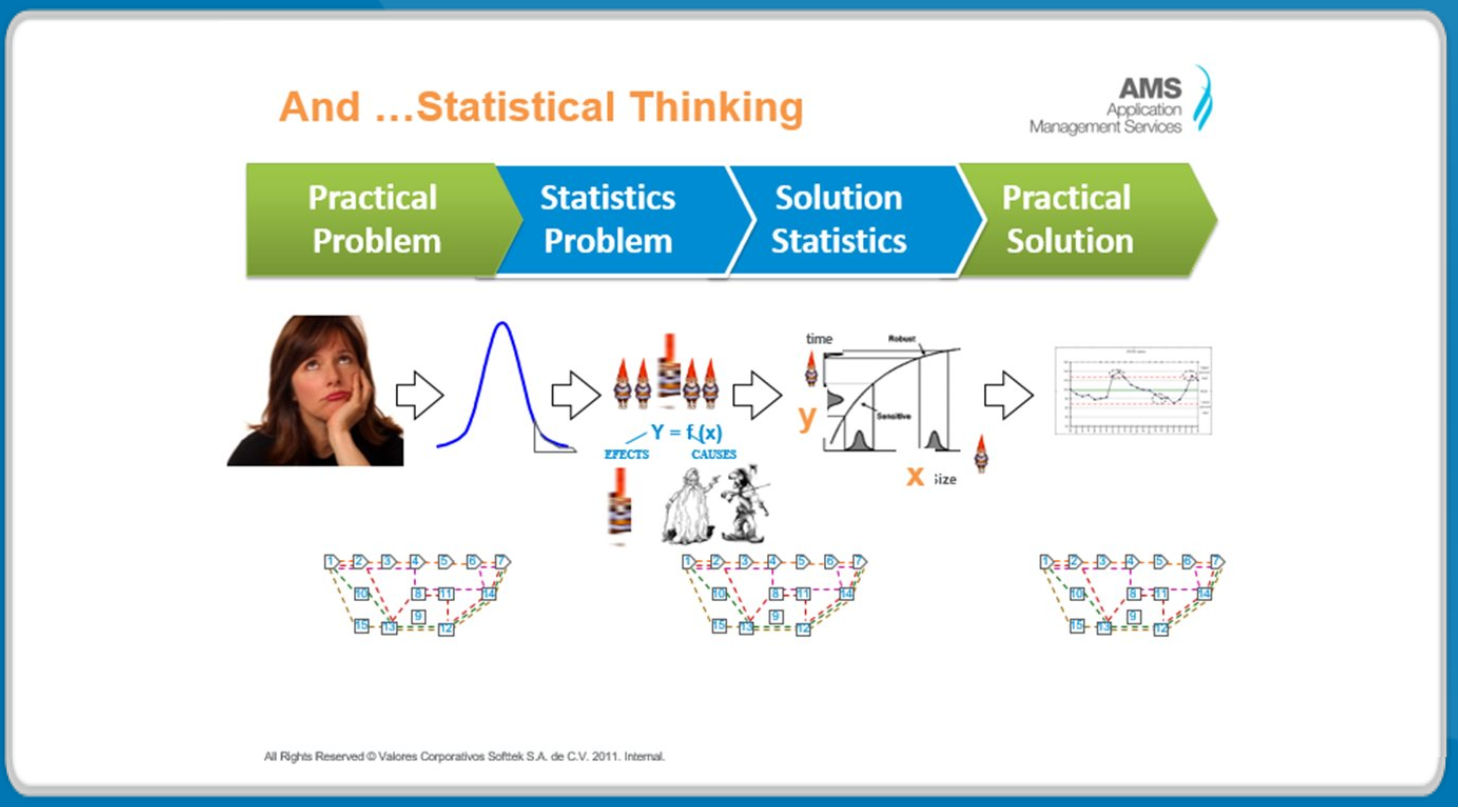 And ...Statistical Thinking
AMS
Application
Management Services
Practical
Problem
Statistics
Problem
Solution
Statistics
Practical
Solution
time
Robust
y
Sensitive
x size
Y = f (x)
EFFECTS CAUSES
1 2 3 4 5 6 7
10 8 11 14
9
15 13 12
1 2 3 4 5 6 7
10 8 11 14
9
15 13 12
1 2 3 4 5 6 7
10 8 11 14
9
15 13 12
All Rights Reserved © Valores Corporativos Softtek S.A. de C.V. 2011. Internal.